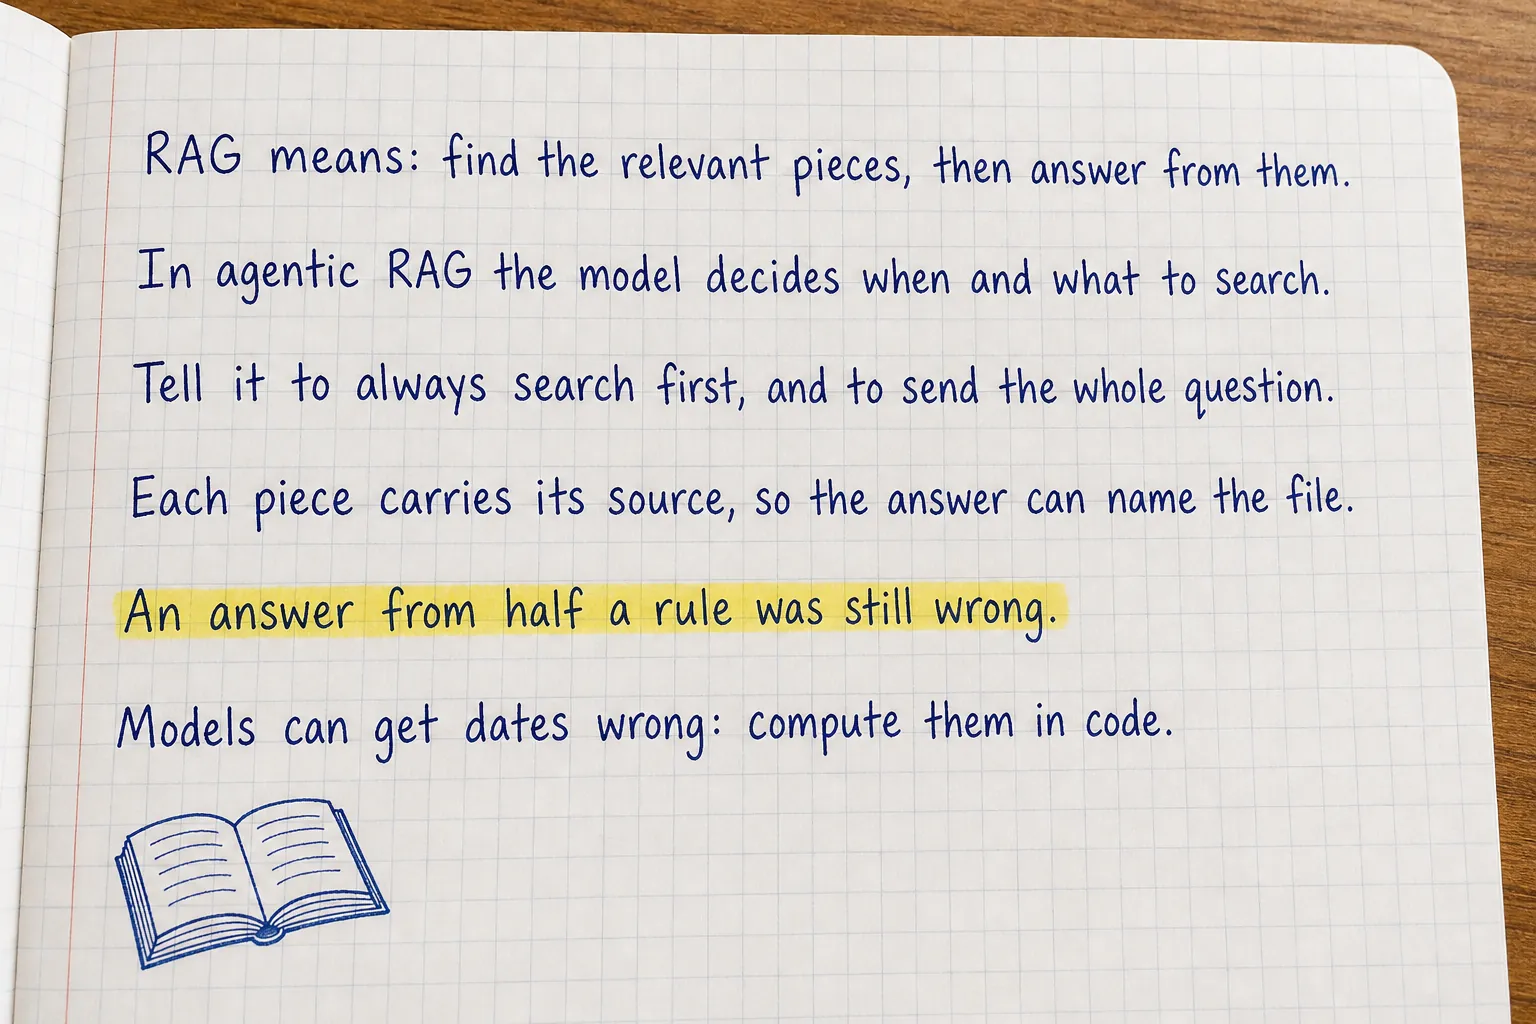 RAG means: find the relevant pieces, then answer from them.
In agentic RAG the model decides when and what to search.
Tell it to always search first, and to send the whole question.
Each piece carries its source, so the answer can name the file.
An answer from half a rule was still wrong.
Models can get dates wrong: compute them in code.